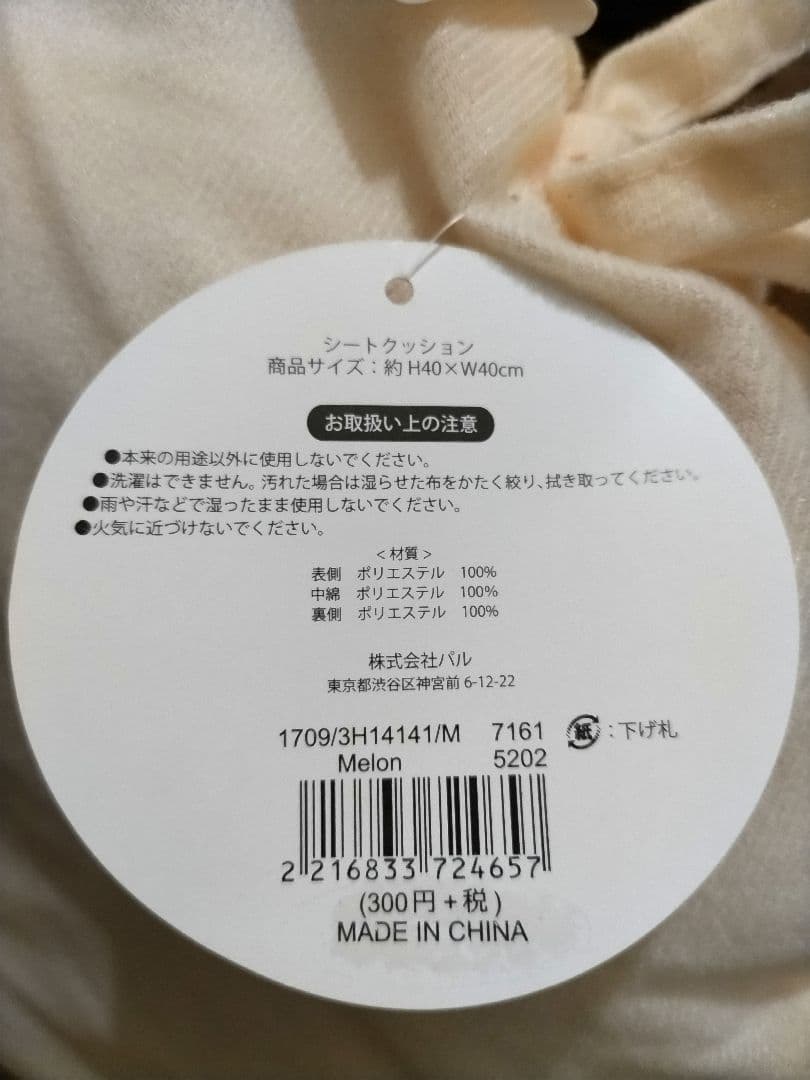 シートクッション
商品サイズ：約 H40×W40cm
お取扱い上の注意
●本来の用途以外に使用しないでください。
●洗濯はできません。汚れた場合は湿らせた布をかたく絞り、拭き取ってください。
●雨や汗などで湿ったまま使用しないでください。
●火気に近づけないでください。
＜材質＞
表側　ポリエステル　100%
中綿　ポリエステル　100%
裏側　ポリエステル　100%
株式会社パル
東京都渋谷区神宮前 6-12-22
1709/3H14141/M 7161 紙：下げ札
Melon 5202
2 216833 724657
(300円+税)
MADE IN CHINA